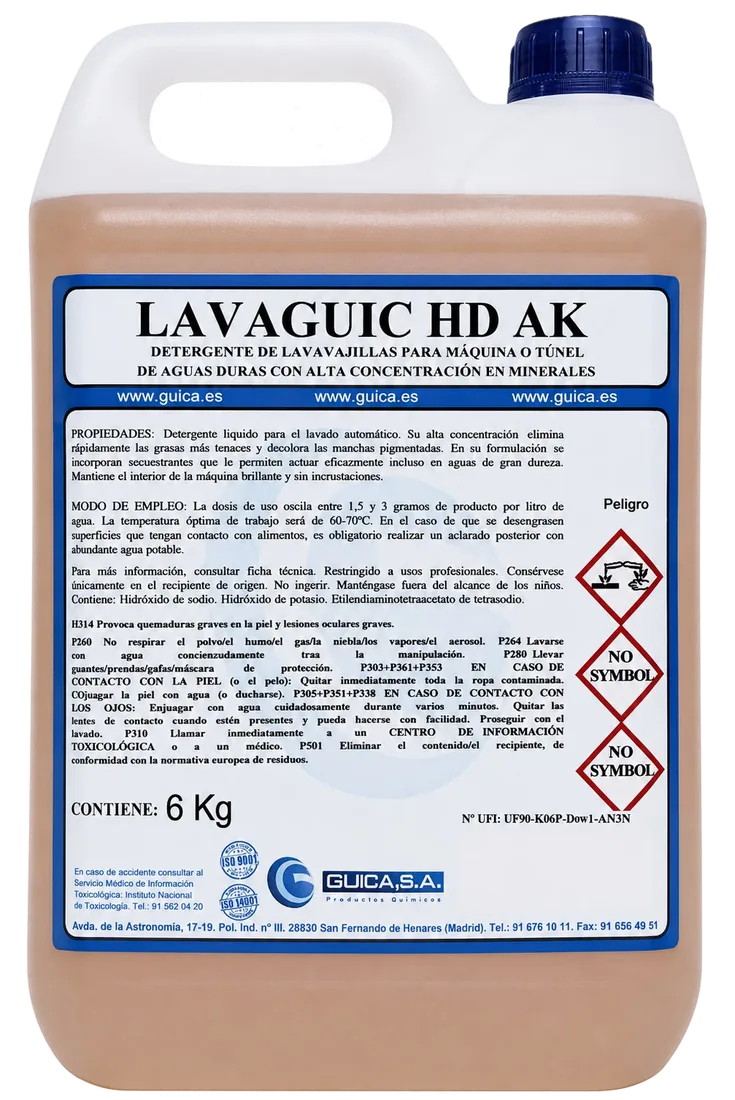 LAVAGUIC HD AK
DETERGENTE DE LAVAVAJILLAS PARA MÁQUINA O TÚNEL
DE AGUAS DURAS CON ALTA CONCENTRACIÓN EN MINERALES
www.guica.es www.guica.es www.guica.es
PROPIEDADES: Detergente liquido para el lavado automático. Su alta concentración elimina
rápidamente las grasas más tenaces y decolora las manchas pigmentadas. En su formulación se
incorporan secuestrantes que le permiten actuar eficazmente incluso en aguas de gran dureza.
Mantiene el interior de la máquina brillante y sin incrustaciones.
MODO DE EMPLEO: La dosis de uso oscila entre 1,5 y 3 gramos de producto por litro de
agua. La temperatura óptima de trabajo será de 60-70ºC. En el caso de que se desengrasen
superficies que tengan contacto con alimentos, es obligatorio realizar un aclarado posterior con
abundante agua potable.
Para más información, consultar ficha técnica. Restringido a usos profesionales. Consérvese
únicamente en el recipiente de origen. No ingerir. Manténgase fuera del alcance de los niños.
Contiene: Hidróxido de sodio. Hidróxido de potasio. Etilendiaminotetraacetato de tetrasodio.
H314 Provoca quemaduras graves en la piel y lesiones oculares graves.
P260 No respirar el polvo/el humo/el gas/la niebla/los vapores/el aerosol. P264 Lavarse
con agua concienzudamente traa la manipulación. P280 Llevar
guantes/prendas/gafas/máscara de protección. P303+P361+P353 EN CASO DE
CONTACTO CON LA PIEL (o el pelo): Quitar inmediatamente toda la ropa contaminada.
COjuagar la piel con agua (o ducharse). P305+P351+P338 EN CASO DE CONTACTO CON
LOS OJOS: Enjuagar con agua cuidadosamente durante varios minutos. Quitar las
lentes de contacto cuando estén presentes y pueda hacerse con facilidad. Proseguir con el
lavado. P310 Llamar inmediatamente a un CENTRO DE INFORMACIÓN
TOXICOLÓGICA o a un médico. P501 Eliminar el contenido/el recipiente, de
conformidad con la normativa europea de residuos.
Peligro
NO
SYMBOL
NO
SYMBOL
CONTIENE: 6 Kg
Nº UFI: UF90-K06P-Dow1-AN3N
En caso de accidente consultar al
Servicio Médico de Información
Toxicológica: Instituto Nacional
de Toxicología. Tel.: 91 562 04 20
ISO 9001
ISO 14001
GUICA,S.A.
Productos Químicos
Avda. de la Astronomía, 17-19. Pol. Ind. nº III. 28830 San Fernando de Henares (Madrid). Tel.: 91 676 10 11. Fax: 91 656 49 51